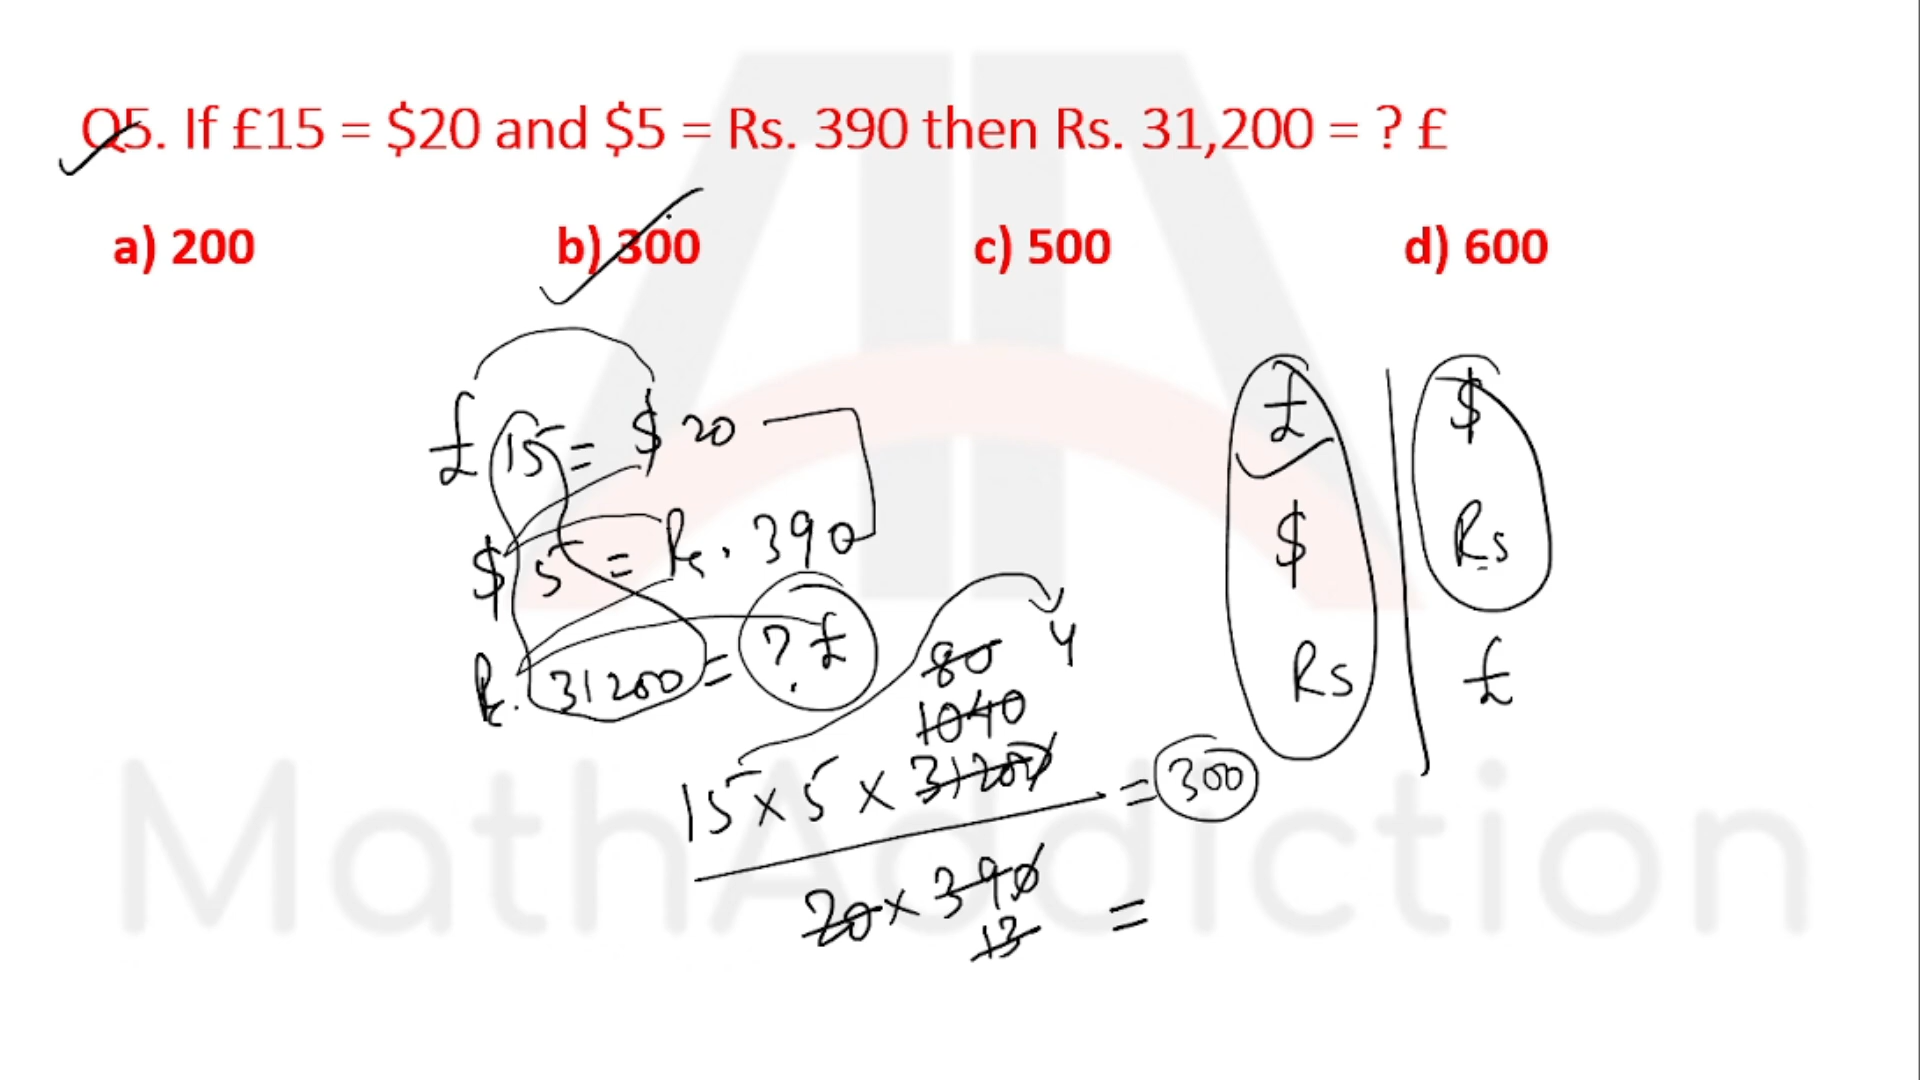 Q5. If £15 = $20 and $5 = Rs. 390 then Rs. 31,200 = ? £
a) 200 b) 300 c) 500 d) 600
£ 15 = $ 20
$ 5 = Rs. 390
Rs. 31200 = ? £
£ $
$ Rs
Rs £
80 4
1040
15 x 5 x 31200 = 300
20 x 390 =
13
MathAddiction